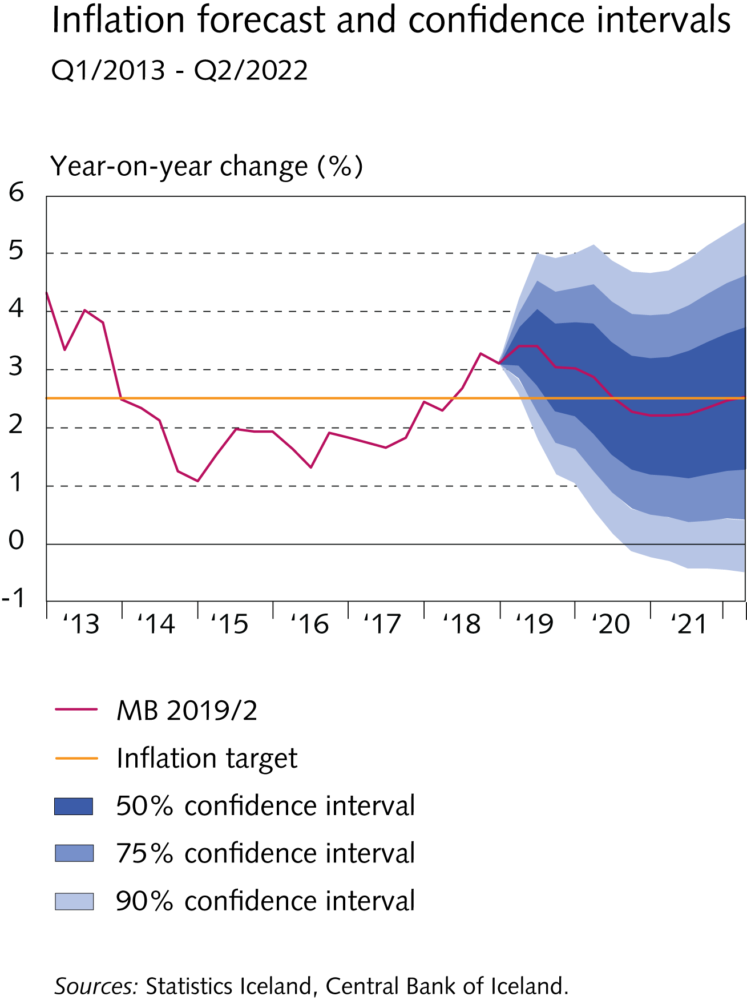 Inflation forecast and confidence intervals
Q1/2013 - Q2/2022
Year-on-year change (%)
6
5
4
3
2
1
0
-1
‘13 ‘14 ‘15 ‘16 ‘17 ‘18 ‘19 ‘20 ‘21
MB 2019/2
Inflation target
50% confidence interval
75% confidence interval
90% confidence interval
Sources: Statistics Iceland, Central Bank of Iceland.